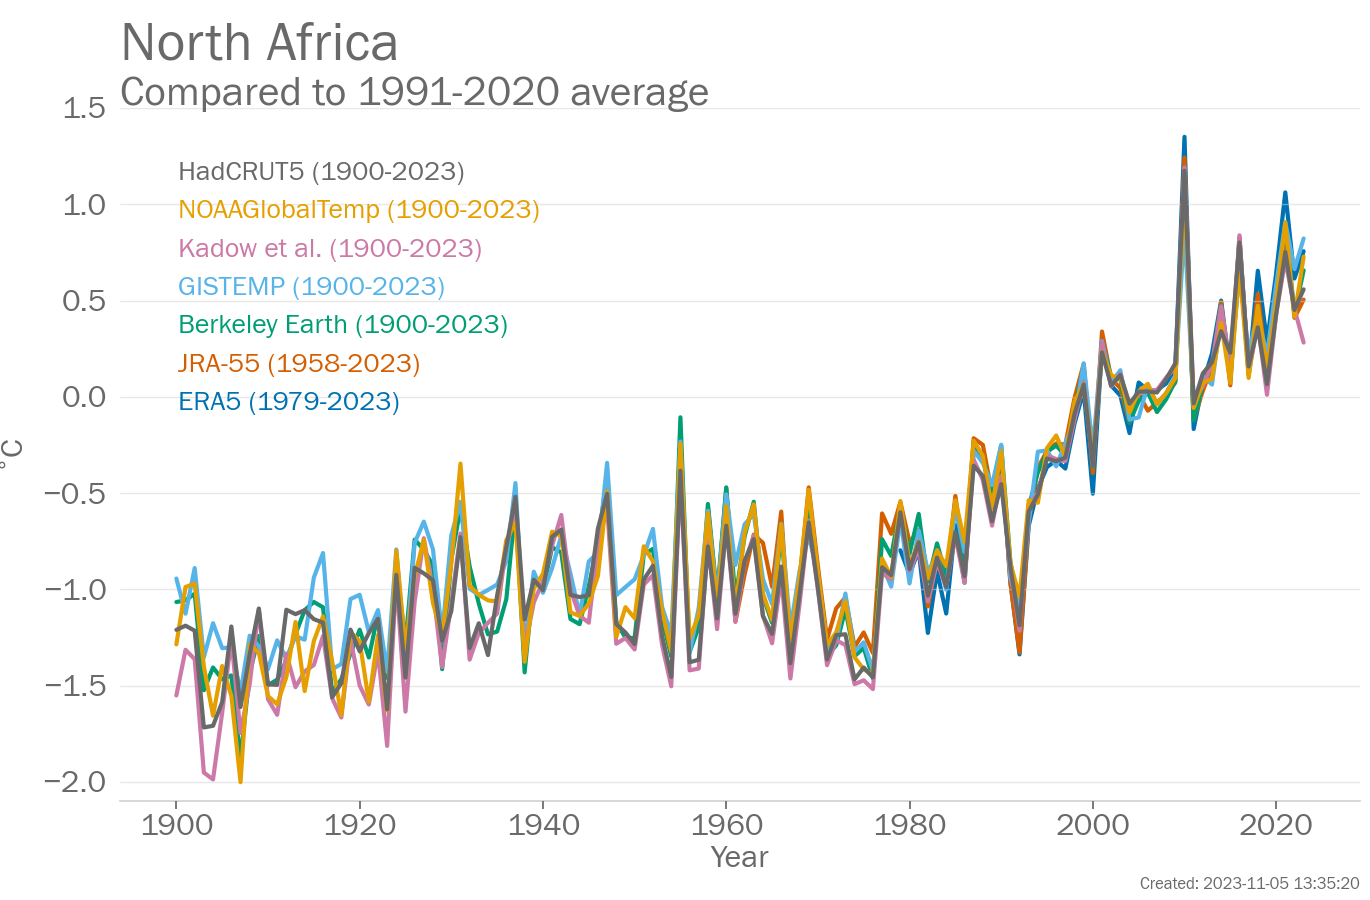 North Africa
Compared to 1991-2020 average
1.5
HadCRUT5 (1900-2023)
1.0
NOAAGlobalTemp (1900-2023)
Kadow et al. (1900-2023)
GISTEMP (1900-2023)
0.5
Berkeley Earth (1900-2023)
JRA-55 (1958-2023)
0.0
ERA5 (1979-2023)
°C
−0.5
−1.0
−1.5
−2.0
1900 1920 1940 1960 1980 2000 2020
Year
Created: 2023-11-05 13:35:20